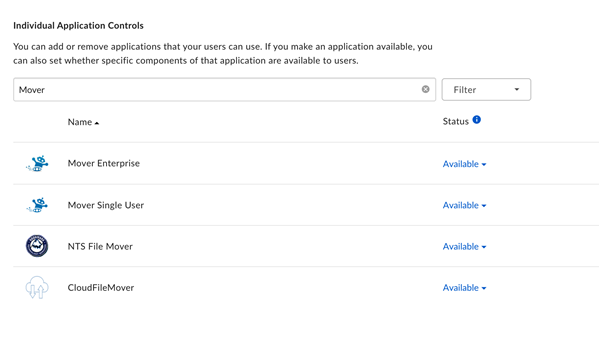 Individual Application Controls
You can add or remove applications that your users can use. If you make an application available, you
can also set whether specific components of that application are available to users.
Mover
Filter
Name
Status
Mover Enterprise
Available
Mover Single User
Available
NTS File Mover
Available
CloudFileMover
Available